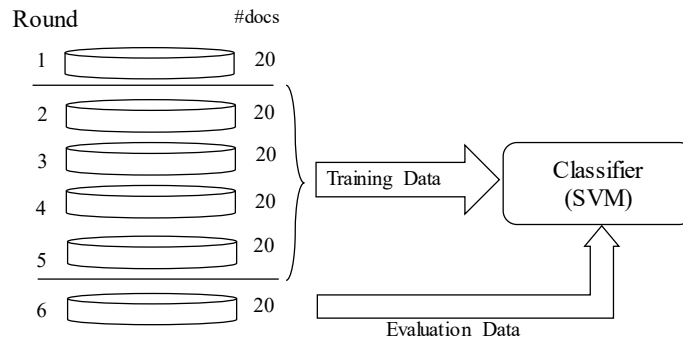 Round #docs
1 20
2 20
3 20
4 20
5 20
6 20
Training Data
Classifier
(SVM)
Evaluation Data